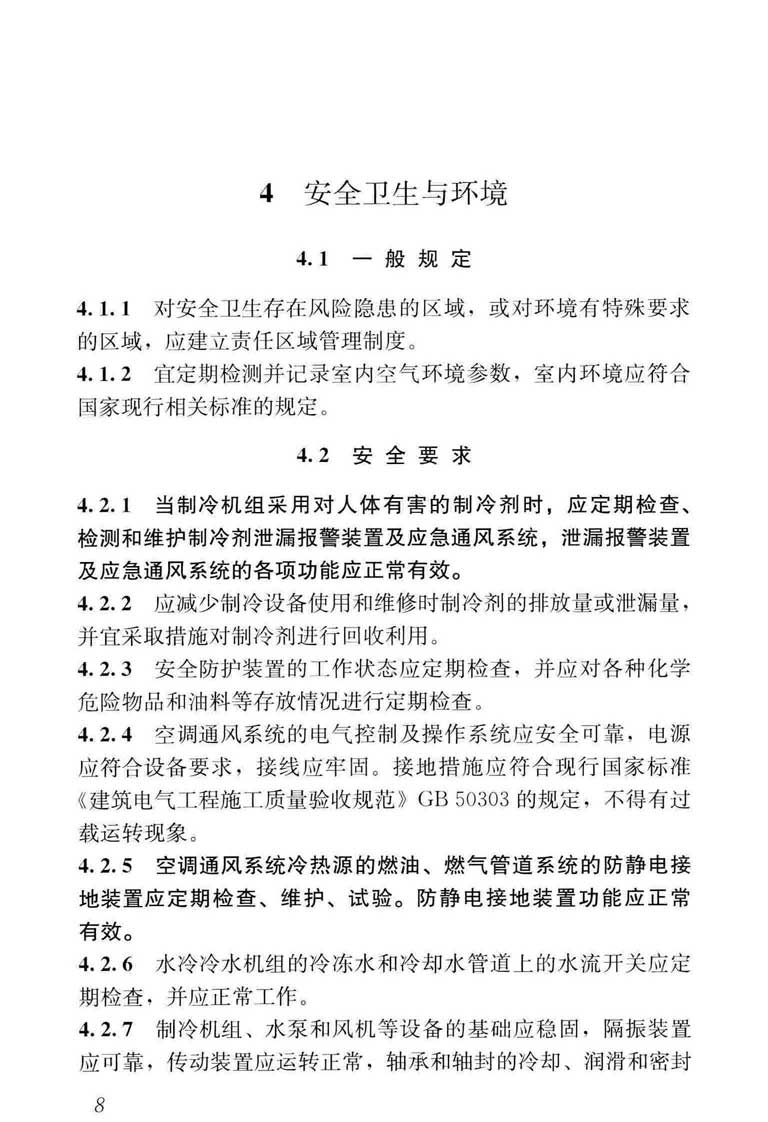 4 安全卫生与环境
4.1 一般规定
4.1.1 对安全卫生存在风险隐患的区域，或对环境有特殊要求
的区域，应建立责任区域管理制度。
4.1.2 宜定期检测并记录室内空气环境参数，室内环境应符合
国家现行相关标准的规定。
4.2 安全要求
4.2.1 当制冷机组采用对人体有害的制冷剂时，应定期检查、
检测和维护制冷剂泄漏报警装置及应急通风系统，泄漏报警装置
及应急通风系统的各项功能应正常有效。
4.2.2 应减少制冷设备使用和维修时制冷剂的排放量或泄漏量，
并宜采取措施对制冷剂进行回收利用。
4.2.3 安全防护装置的工作状态应定期检查，并应对各种化学
危险物品和油料等存放情况进行定期检查。
4.2.4 空调通风系统的电气控制及操作系统应安全可靠，电源
应符合设备要求，接线应牢固。接地措施应符合现行国家标准
《建筑电气工程施工质量验收规范》GB 50303 的规定，不得有过
载运转现象。
4.2.5 空调通风系统冷热源的燃油、燃气管道系统的防静电接
地装置应定期检查、维护、试验。防静电接地装置功能应正常
有效。
4.2.6 水冷冷水机组的冷冻水和冷却水管道上的水流开关应定
期检查，并应正常工作。
4.2.7 制冷机组、水泵和风机等设备的基础应稳固，隔振装置
应可靠，传动装置应运转正常，轴承和轴封的冷却、润滑和密封
8